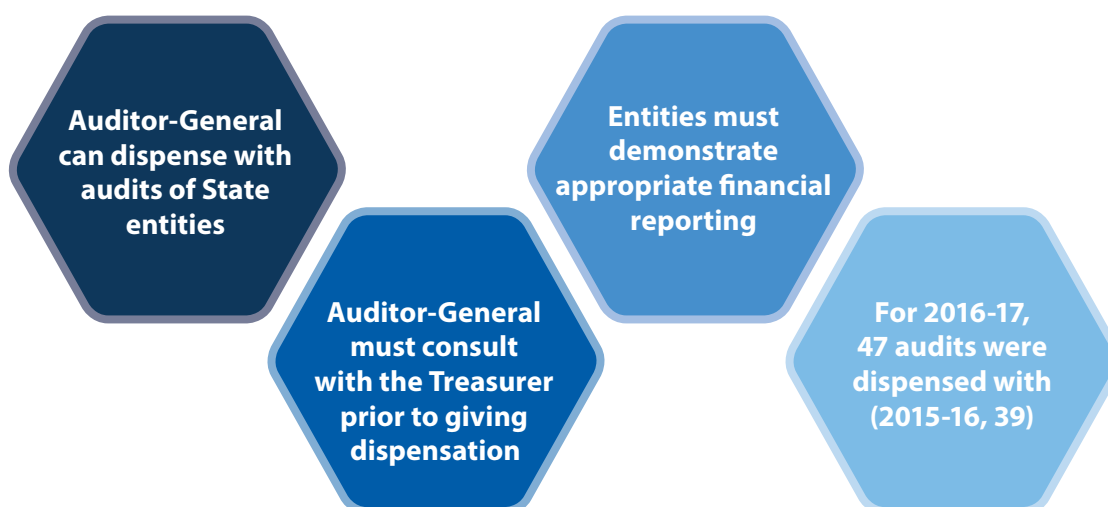 Auditor-General
can dispense with
audits of State
entities
Auditor-General
must consult
with the Treasurer
prior to giving
dispensation
Entities must
demonstrate
appropriate financial
reporting
For 2016-17,
47 audits were
dispensed with
(2015-16, 39)